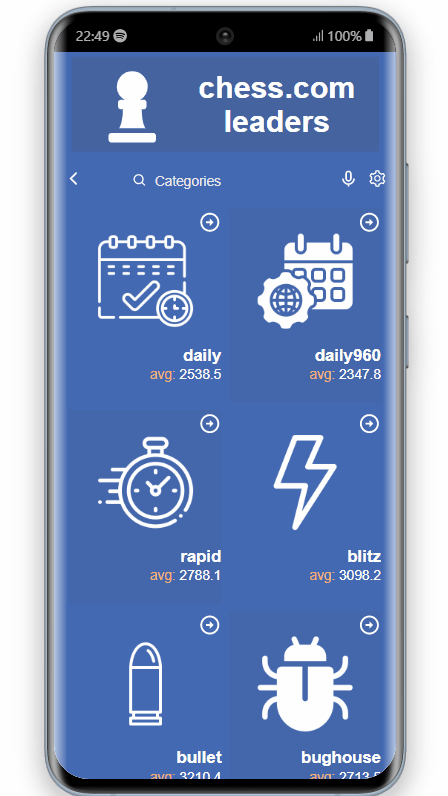 22:49 100%
chess.com
leaders
Categories
daily
avg: 2538.5
daily960
avg: 2347.8
rapid
avg: 2788.1
blitz
avg: 3098.2
bullet
avg: 3210.4
bughouse
avg: 2713.5